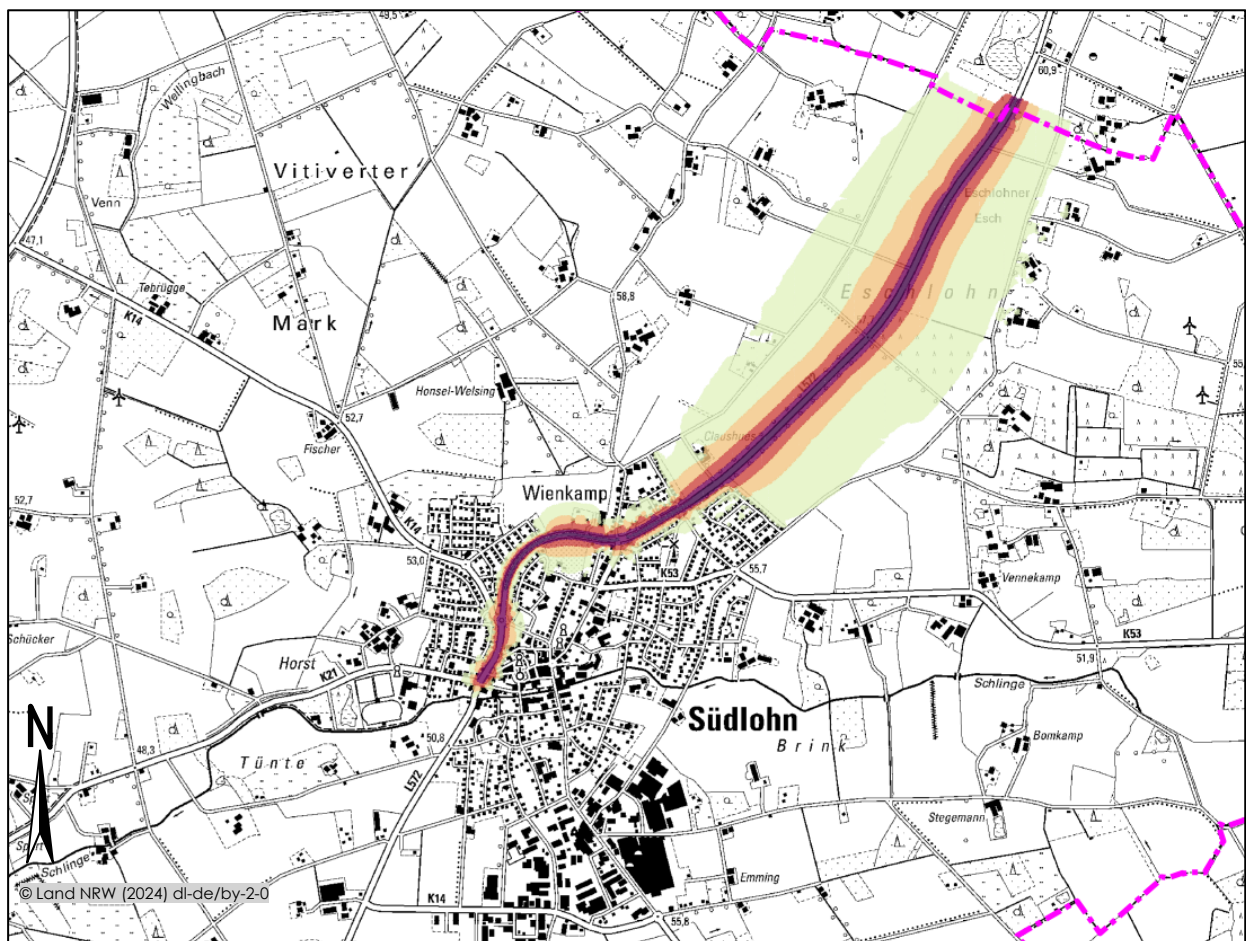 49,5
60,9
Wellingbach
Vitiverter
Venn
Eschlohner
Esch
47,1
Tebrügge
K14
Mark
58,8
Eschlohn
L572
Honsel-Welsing
52,7
Fischer
Claushues
52,7
Wienkamp
K14
53,0
K53
55,7
Vennekamp
Schücker
Horst
K21
K53
51,9
Schlinge
Südlohn
Brink
N
48,3
50,8
Tünte
Bomkamp
L572
Stegemann
Schlinge
Emming
© Land NRW (2024) dl-de/by-2-0
K14
55,8